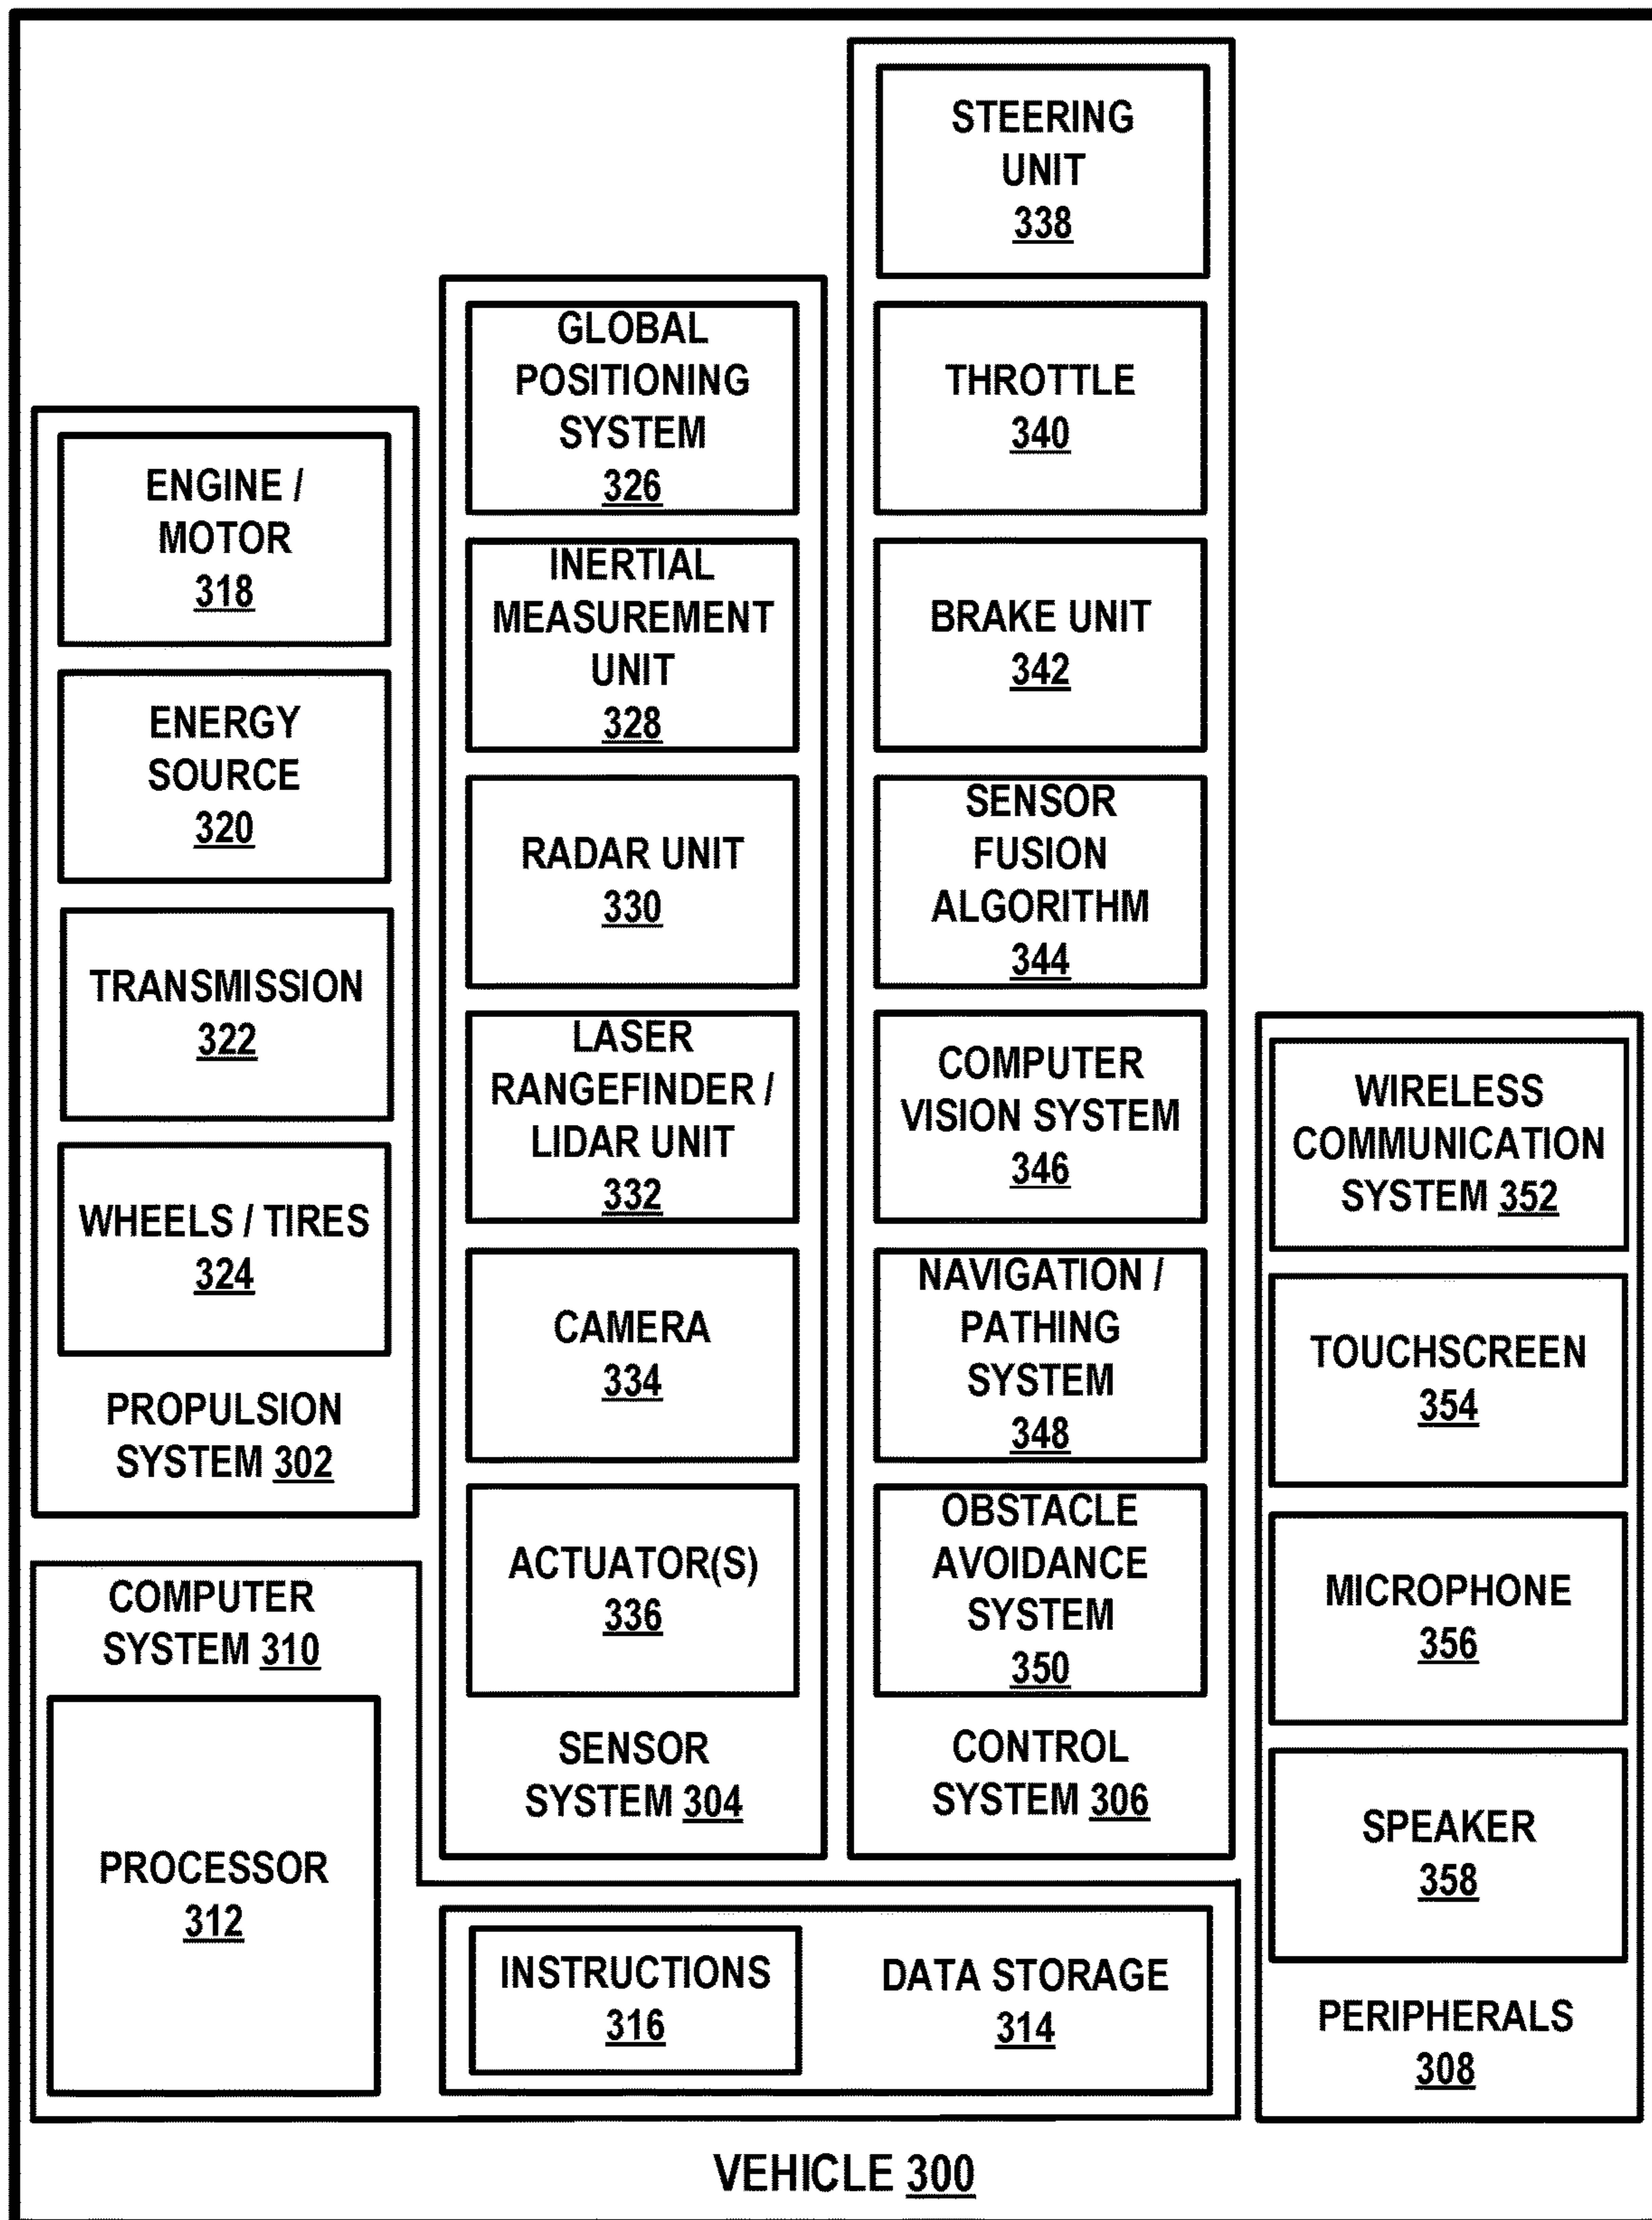 ENGINE /
MOTOR
318
ENERGY
SOURCE
320
TRANSMISSION
322
WHEELS / TIRES
324
PROPULSION
SYSTEM 302
GLOBAL
POSITIONING
SYSTEM
326
INERTIAL
MEASUREMENT
UNIT
328
RADAR UNIT
330
LASER
RANGEFINDER /
LIDAR UNIT
332
CAMERA
334
ACTUATOR(S)
336
SENSOR
SYSTEM 304
STEERING
UNIT
338
THROTTLE
340
BRAKE UNIT
342
SENSOR
FUSION
ALGORITHM
344
COMPUTER
VISION SYSTEM
346
NAVIGATION /
PATHING
SYSTEM
348
OBSTACLE
AVOIDANCE
SYSTEM
350
CONTROL
SYSTEM 306
WIRELESS
COMMUNICATION
SYSTEM 352
TOUCHSCREEN
354
MICROPHONE
356
SPEAKER
358
PERIPHERALS
308
COMPUTER
SYSTEM 310
PROCESSOR
312
INSTRUCTIONS
316
DATA STORAGE
314
VEHICLE 300